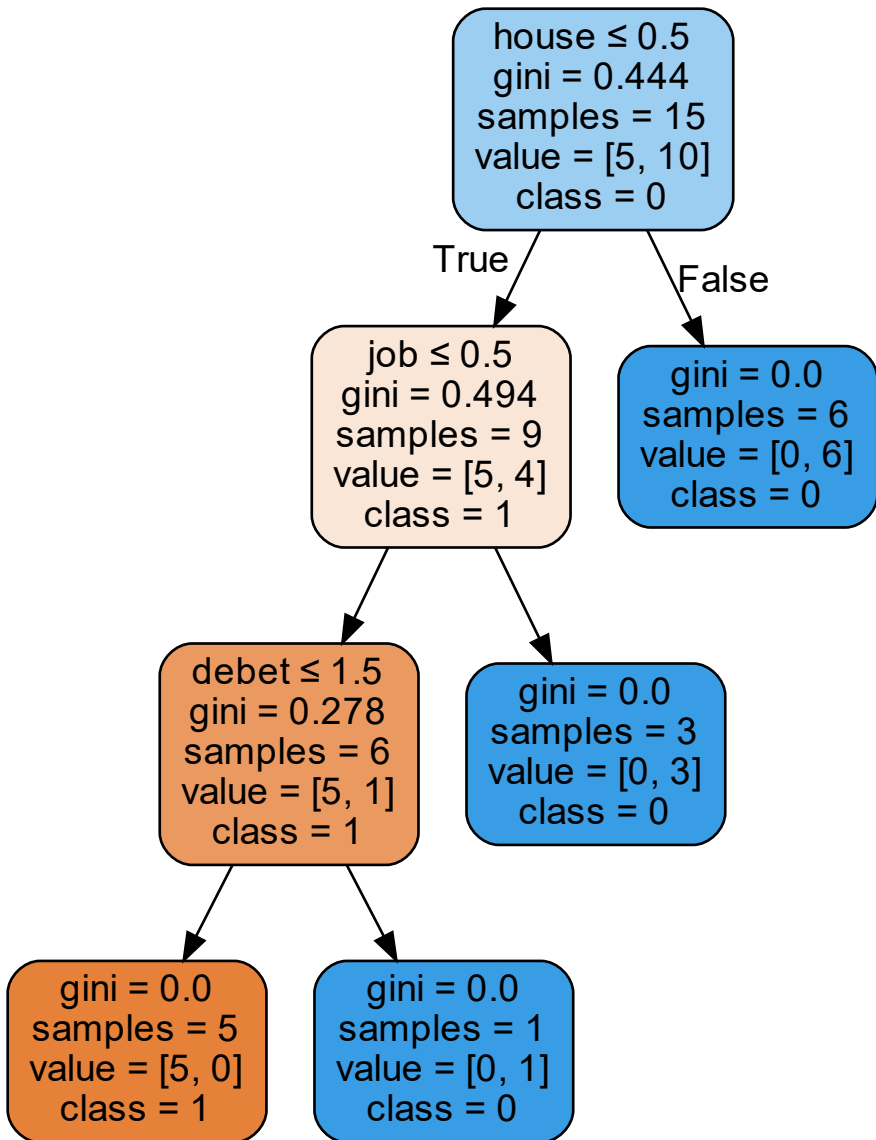 house ≤ 0.5
gini = 0.444
samples = 15
value = [5, 10]
class = 0
True
False
job ≤ 0.5
gini = 0.494
samples = 9
value = [5, 4]
class = 1
gini = 0.0
samples = 6
value = [0, 6]
class = 0
debet ≤ 1.5
gini = 0.278
samples = 6
value = [5, 1]
class = 1
gini = 0.0
samples = 3
value = [0, 3]
class = 0
gini = 0.0
samples = 5
value = [5, 0]
class = 1
gini = 0.0
samples = 1
value = [0, 1]
class = 0